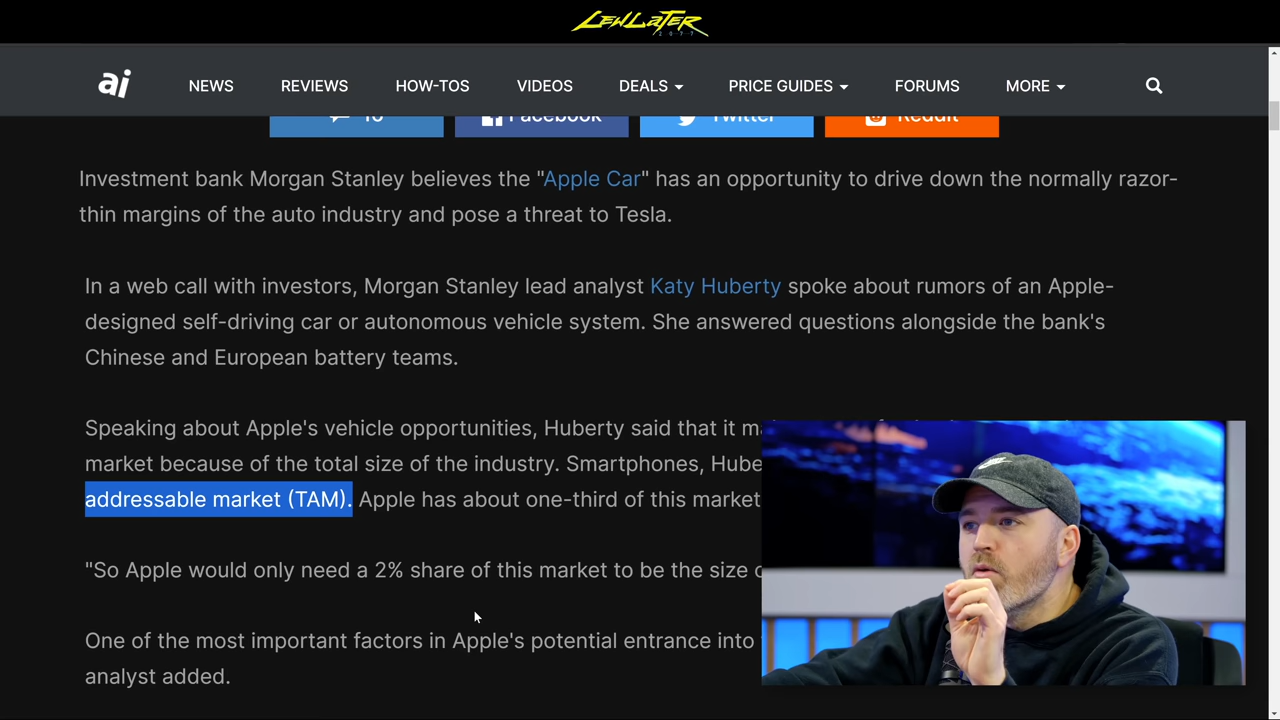 LEWLATER
2077
ai NEWS REVIEWS HOW-TOS VIDEOS DEALS PRICE GUIDES FORUMS MORE
Facebook Twitter Reddit
Investment bank Morgan Stanley believes the "Apple Car" has an opportunity to drive down the normally razor-
thin margins of the auto industry and pose a threat to Tesla.
In a web call with investors, Morgan Stanley lead analyst Katy Huberty spoke about rumors of an Apple-
designed self-driving car or autonomous vehicle system. She answered questions alongside the bank's
Chinese and European battery teams.
Speaking about Apple's vehicle opportunities, Huberty said that it
market because of the total size of the industry. Smartphones,
addressable market (TAM). Apple has about one-third of this market
"So Apple would only need a 2% share of this market to be the size
One of the most important factors in Apple's potential entrance into
analyst added.